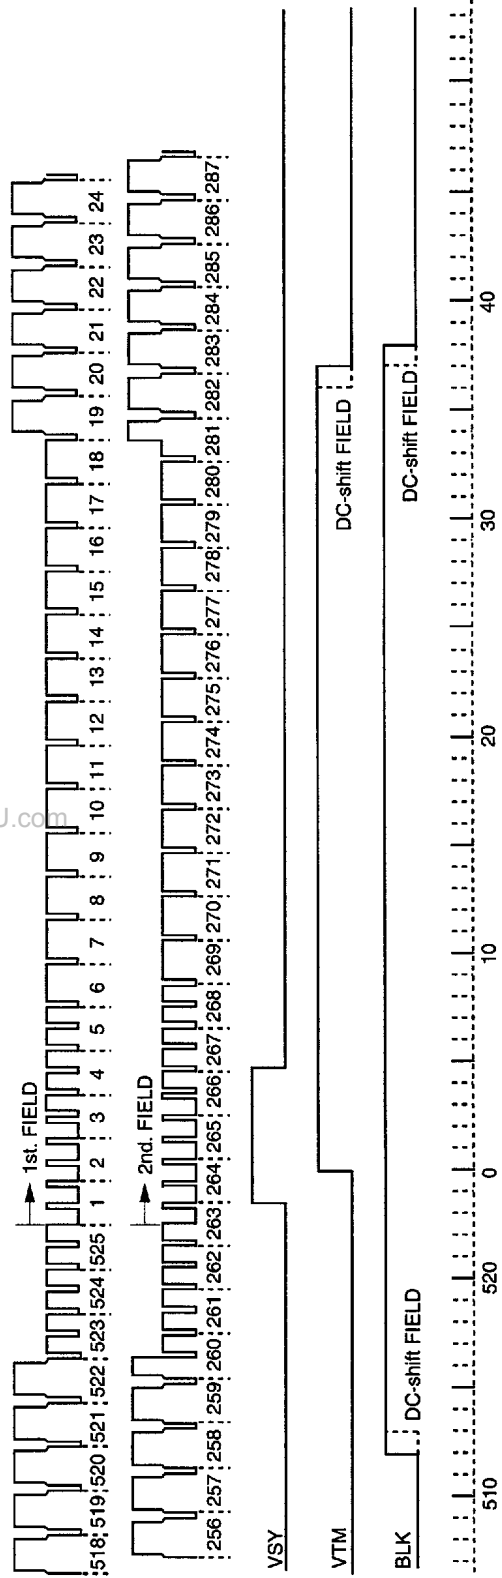 1st. FIELD
518 519 520 521 522 523 524 525 1 2 3 4 5 6 7 8 9 10 11 12 13 14 15 16 17 18 19 20 21 22 23 24
2nd. FIELD
256 257 258 259 260 261 262 263 264 265 266 267 268 269 270 271 272 273 274 275 276 277 278 279 280 281 282 283 284 285 286 287
VSY
VTM
DC-shift FIELD
BLK
DC-shift FIELD
DC-shift FIELD
510 520 0 10 20 30 40
J.com